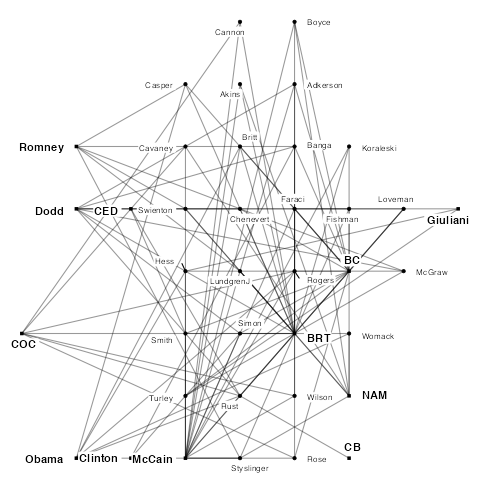 Boyce
Cannon
Casper
Adkerson
Akins
Britt
Romney
Cavaney
Banga
Koraleski
Faraci
Loveman
Dodd
CED
Swienton
Chenevert
Fishman
Giuliani
Hess
BC
LundgrenJ
Rogers
McGraw
Simon
COC
Smith
BRT
Womack
Turley
Rust
Wilson
NAM
CB
Obama
Clinton
McCain
Styslinger
Rose